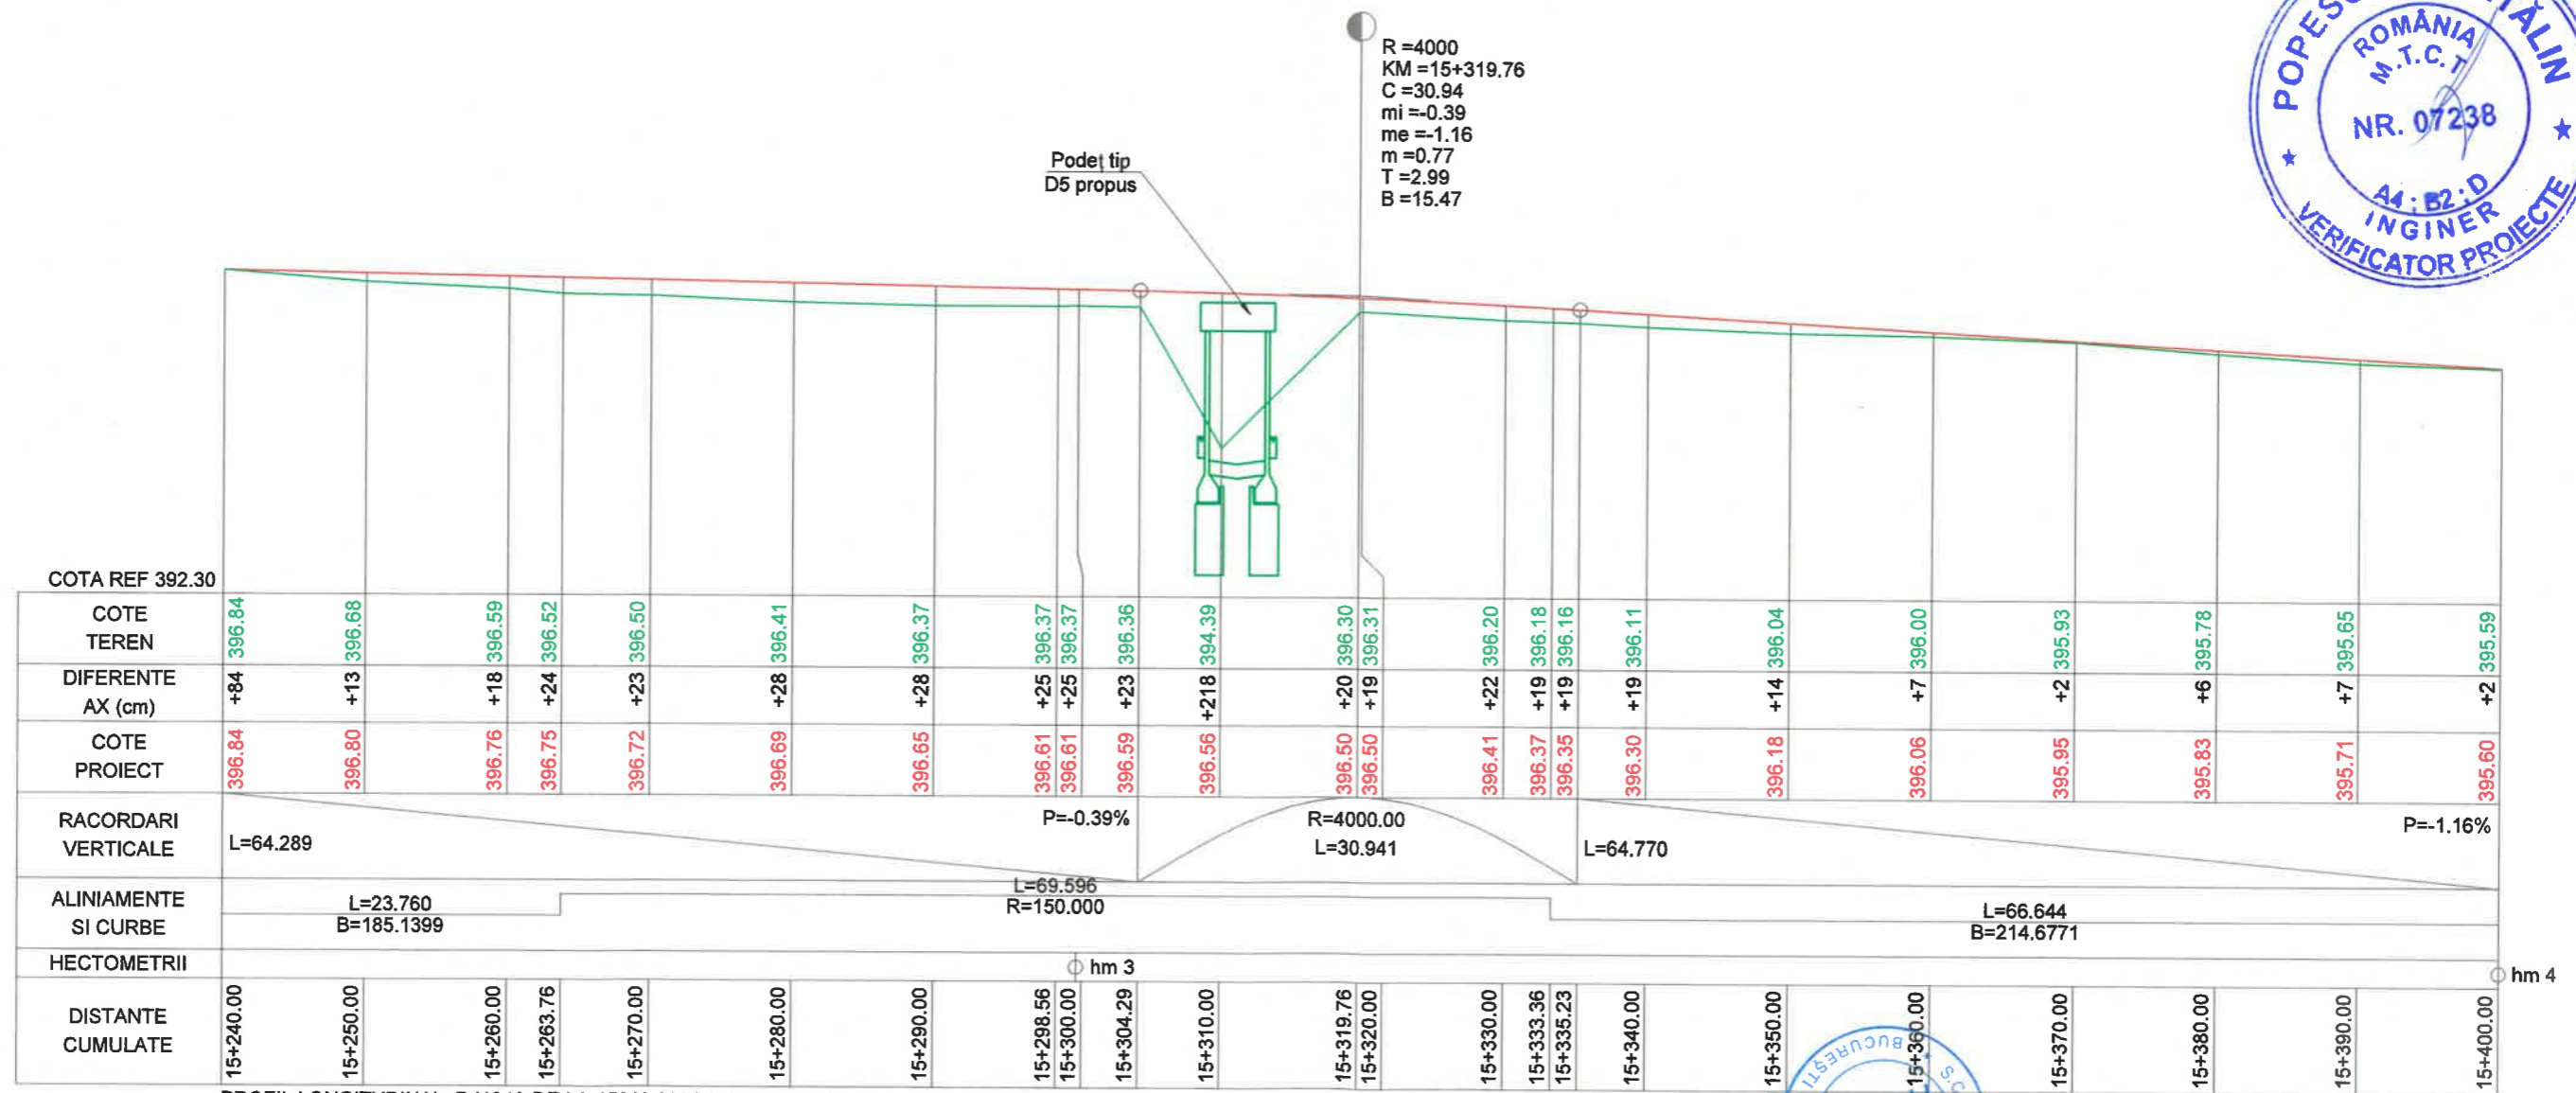 R =4000
KM =15+319.76
C =30.94
mi =-0.39
me =-1.16
m =0.77
T =2.99
B =15.47
Podeț tip
D5 propus
ROMÂNIA
M.T.C.T
NR. 07238
A4 ; B2 ; D
INGINER
VERIFICATOR PROIECTE
COTA REF 392.30
COTE
TEREN
396.84 396.68 396.59 396.52 396.50 396.41 396.37 396.37 396.37 396.36 394.39 396.30 396.31 396.20 396.18 396.16 396.11 396.04 396.00 395.93 395.78 395.65 395.59
DIFERENTE
AX (cm)
+84 +13 +18 +24 +23 +28 +28 +25 +25 +23 +218 +20 +19 +22 +19 +19 +19 +14 +7 +2 +6 +7 +2
COTE
PROIECT
396.84 396.80 396.76 396.75 396.72 396.69 396.65 396.61 396.61 396.59 396.56 396.50 396.50 396.41 396.37 396.35 396.30 396.18 396.06 395.95 395.83 395.71 395.60
RACORDARI
VERTICALE
L=64.289
P=-0.39%
R=4000.00
L=30.941
L=64.770
P=-1.16%
ALINIAMENTE
SI CURBE
L=23.760
B=185.1399
L=69.596
R=150.000
L=66.644
B=214.6771
HECTOMETRII
hm 3
hm 4
DISTANTE
CUMULATE
15+240.00 15+250.00 15+260.00 15+263.76 15+270.00 15+280.00 15+290.00 15+298.56 15+300.00 15+304.29 15+310.00 15+319.76 15+320.00 15+330.00 15+333.36 15+335.23 15+340.00 15+350.00 15+360.00 15+370.00 15+380.00 15+390.00 15+400.00
BUCUREȘTI